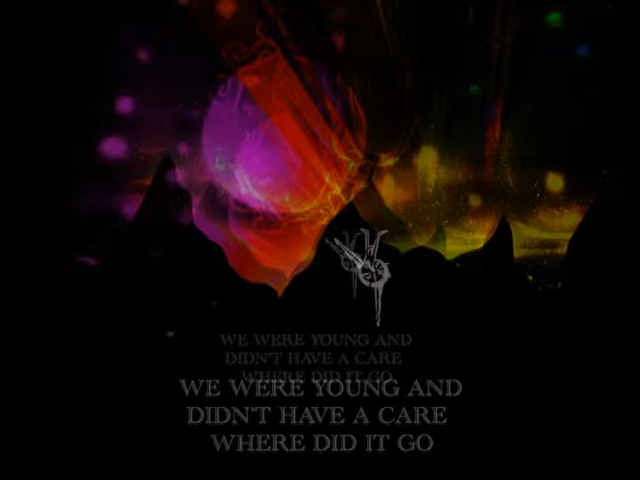 WE WERE YOUNG AND
DIDN'T HAVE A CARE
WHERE DID IT GO
WE WERE YOUNG AND
DIDN'T HAVE A CARE
WHERE DID IT GO